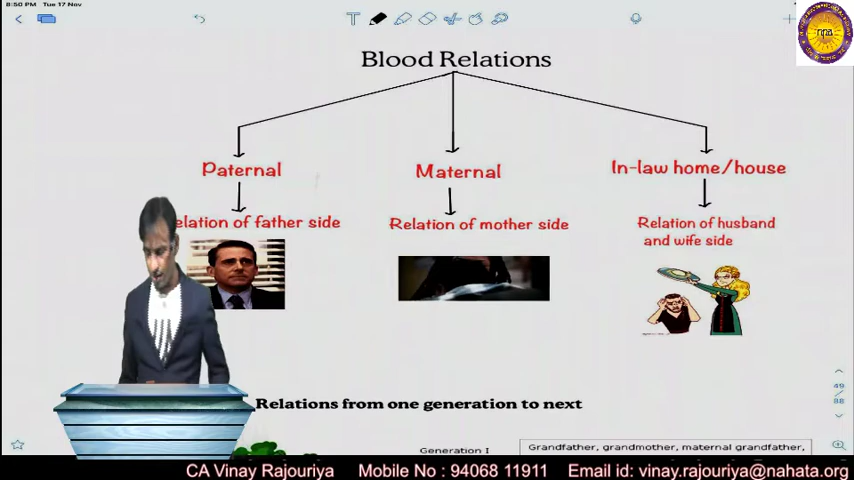 8:50 PM Tue 17 Nov
Blood Relations
Paternal
Maternal
In-law home/house
elation of father side
Relation of mother side
Relation of husband
and wife side
Relations from one generation to next
49
88
Generation I
Grandfather, grandmother, maternal grandfather,
CA Vinay Rajouriya Mobile No : 94068 11911 Email id: vinay.rajouriya@nahata.org